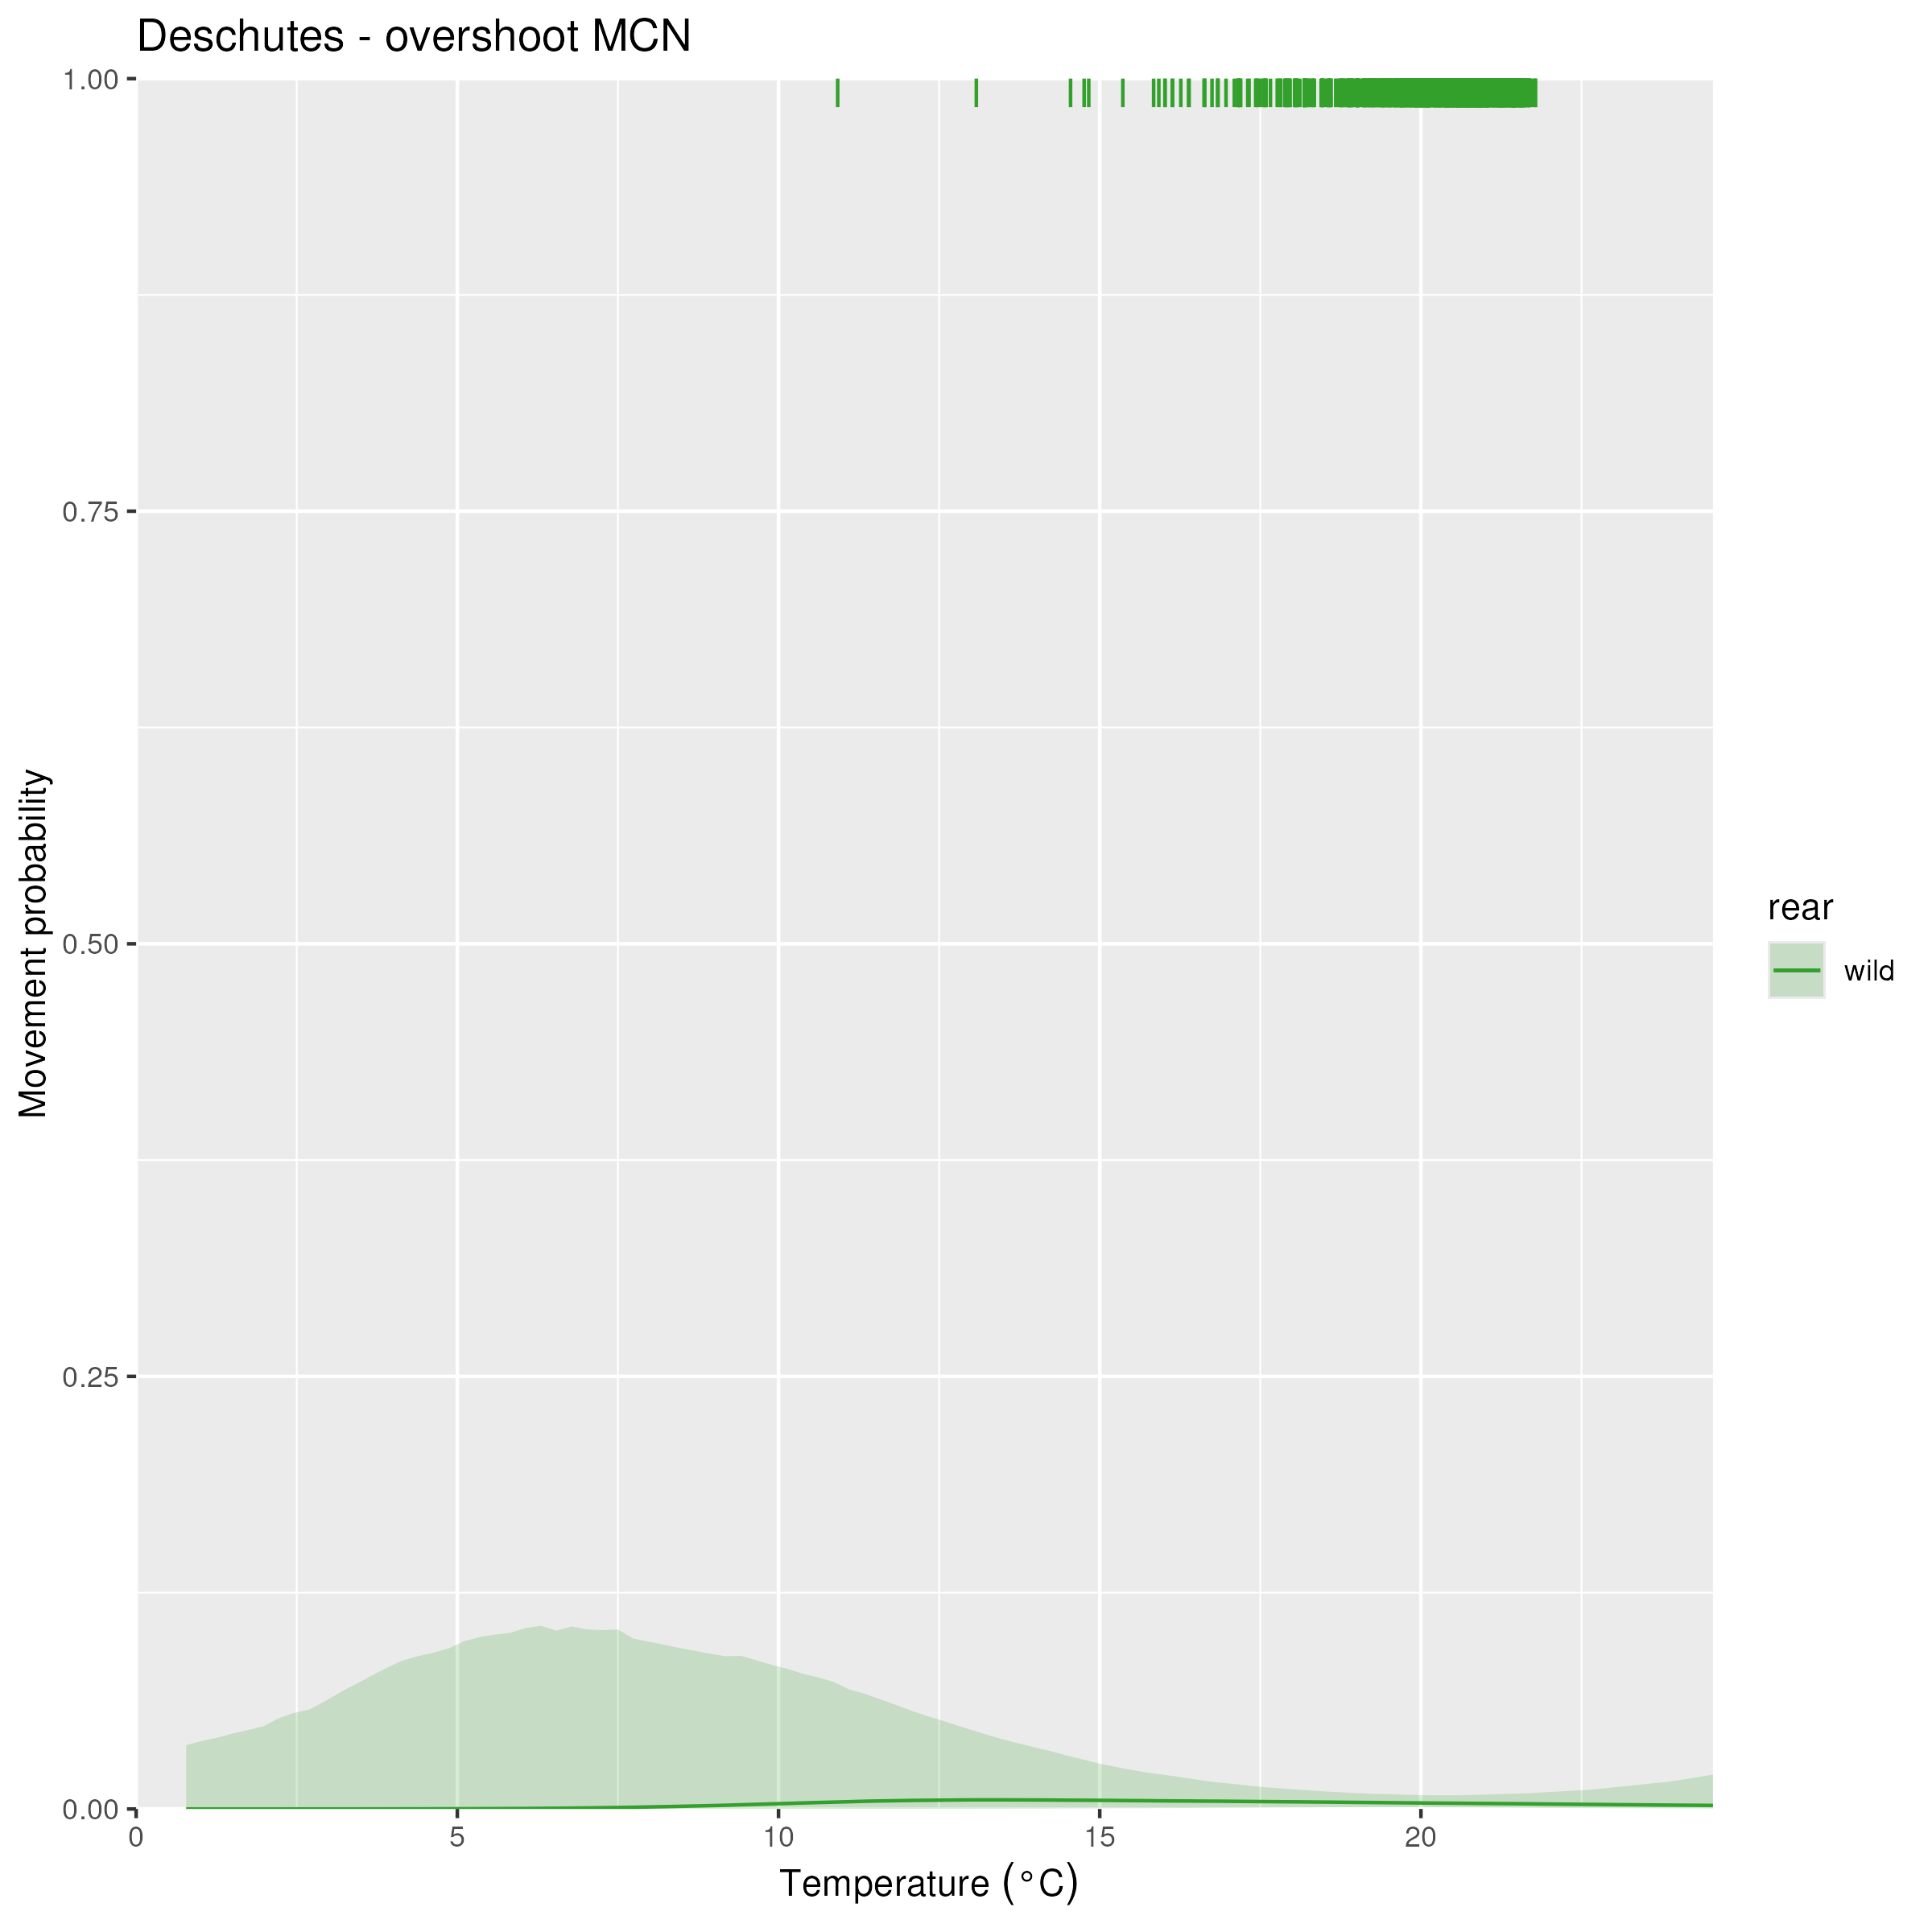 Deschutes - overshoot MCN
1.00
0.75
0.50
0.25
0.00
0 5 10 15 20
Temperature (°C)
Movement probability
rear
wild